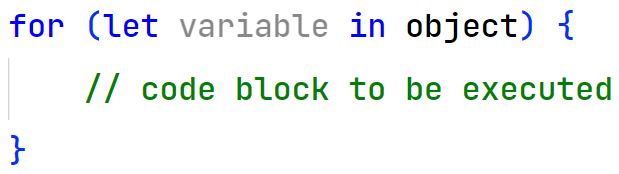 for (let variable in object) {
    // code block to be executed
}